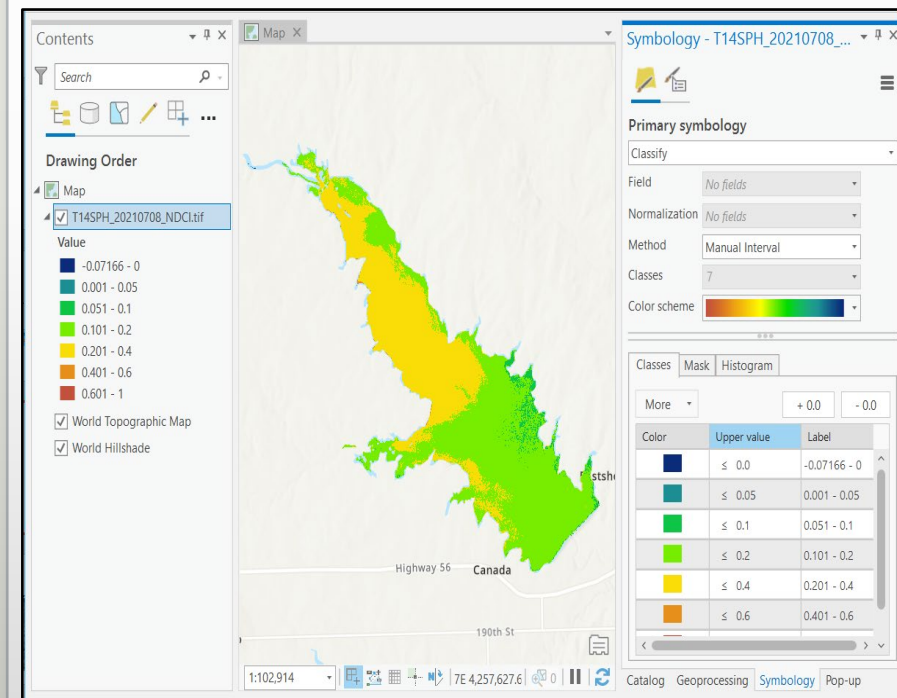 Contents
Search
Drawing Order
Map
T14SPH_20210708_NDCI.tif
Value
-0.07166 - 0
0.001 - 0.05
0.051 - 0.1
0.101 - 0.2
0.201 - 0.4
0.401 - 0.6
0.601 - 1
World Topographic Map
World Hillshade
Map
Highway 56
Canada
190th St
1:102,914
7E 4,257,627.6
0
Symbology - T14SPH_20210708_...
Primary symbology
Classify
Field No fields
Normalization No fields
Method Manual Interval
Classes 7
Color scheme
Classes Mask Histogram
More + 0.0 - 0.0
Color Upper value Label
≤ 0.0 -0.07166 - 0
≤ 0.05 0.001 - 0.05
≤ 0.1 0.051 - 0.1
≤ 0.2 0.101 - 0.2
≤ 0.4 0.201 - 0.4
≤ 0.6 0.401 - 0.6
Catalog Geoprocessing Symbology Pop-up